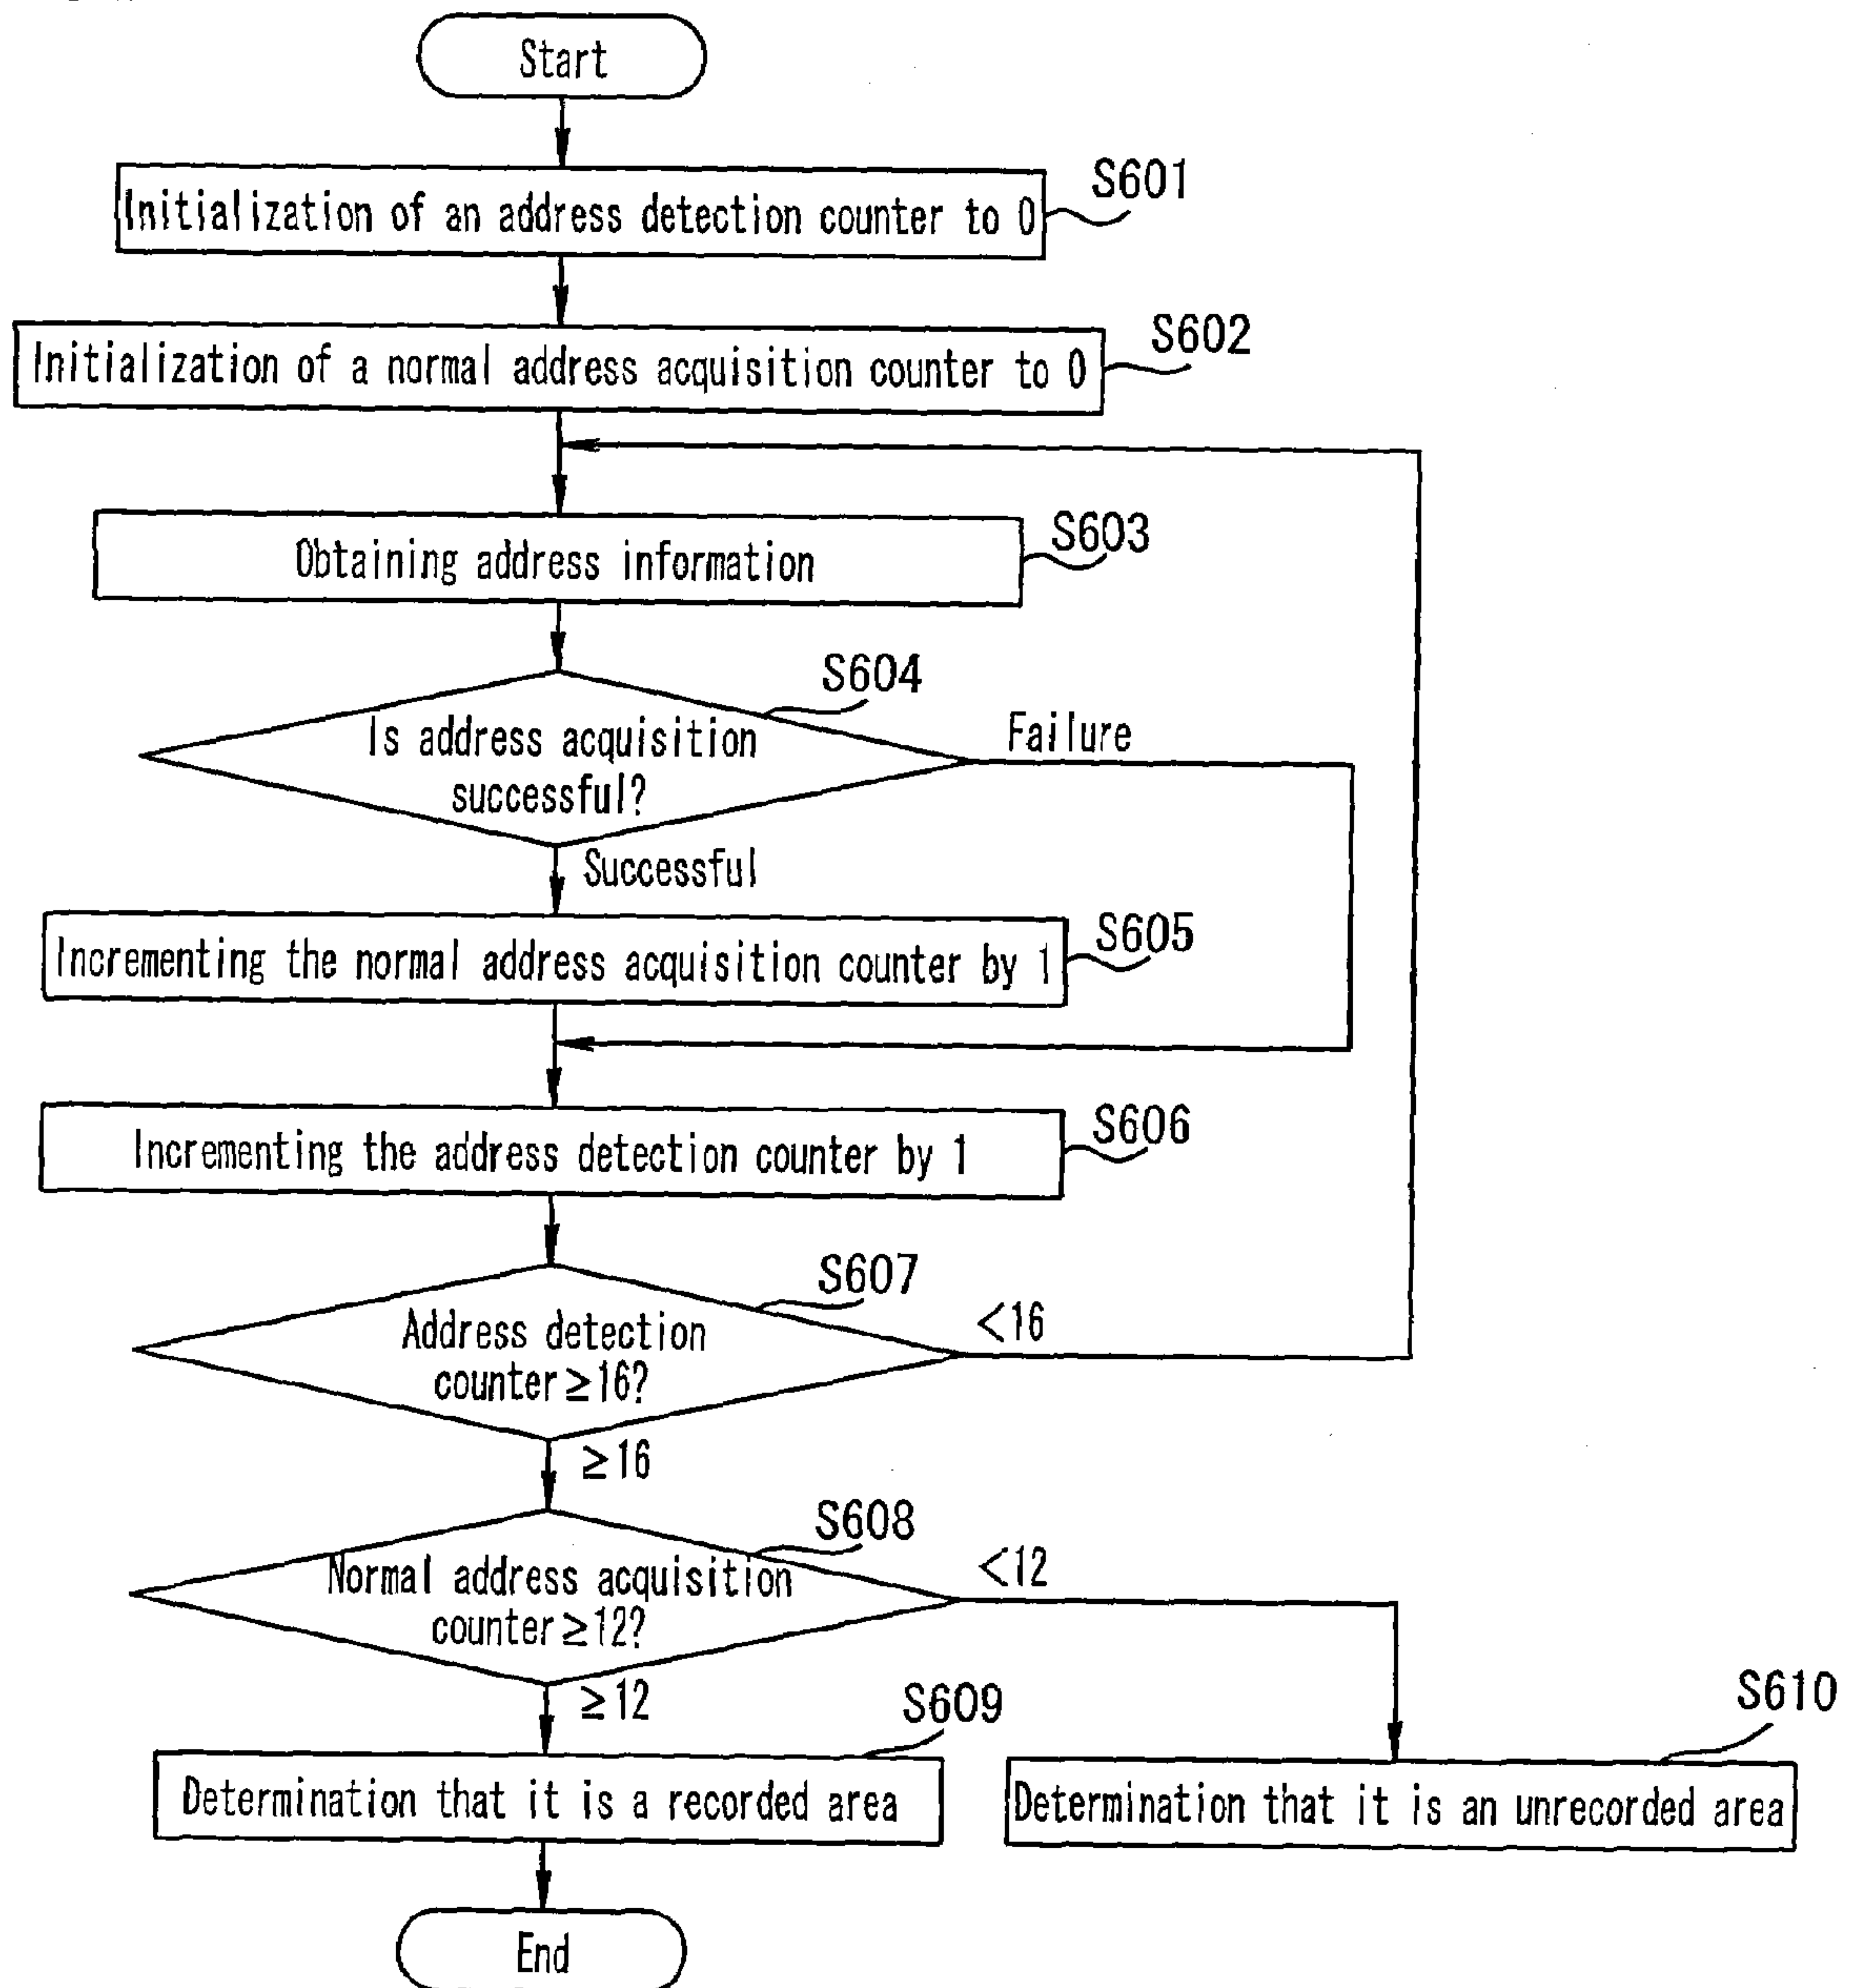 Start
Initialization of an address detection counter to 0
S601
Initialization of a normal address acquisition counter to 0
S602
Obtaining address information
S603
S604
Is address acquisition
successful?
Failure
Successful
Incrementing the normal address acquisition counter by 1
S605
Incrementing the address detection counter by 1
S606
S607
Address detection
counter≥16?
<16
≥16
S608
Normal address acquisition
counter≥12?
<12
≥12
S609
S610
Determination that it is a recorded area
Determination that it is an unrecorded area
End